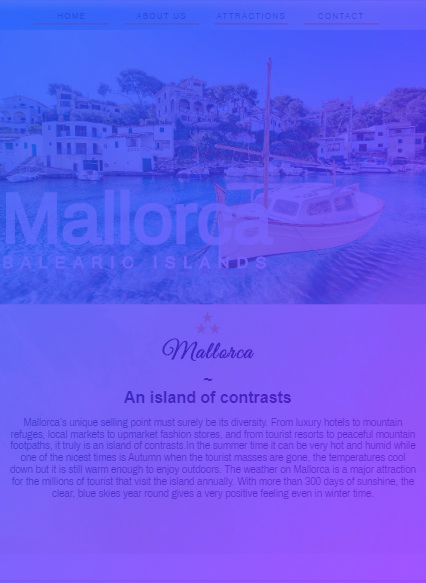 HOME ABOUT US ATTRACTIONS CONTACT
Mallorca
BALEARIC ISLANDS
Mallorca
~
An island of contrasts
Mallorca's unique selling point must surely be its diversity. From luxury hotels to mountain
refuges, local markets to upmarket fashion stores, and from tourist resorts to peaceful mountain
footpaths, it truly is an island of contrasts.In the summer time it can be very hot and humid while
one of the nicest times is Autumn when the tourist masses are gone, the temperatures cool
down but it is still warm enough to enjoy outdoors. The weather on Mallorca is a major attraction
for the millions of tourist that visit the island annually. With more than 300 days of sunshine, the
clear, blue skies year round gives a very positive feeling even in winter time.